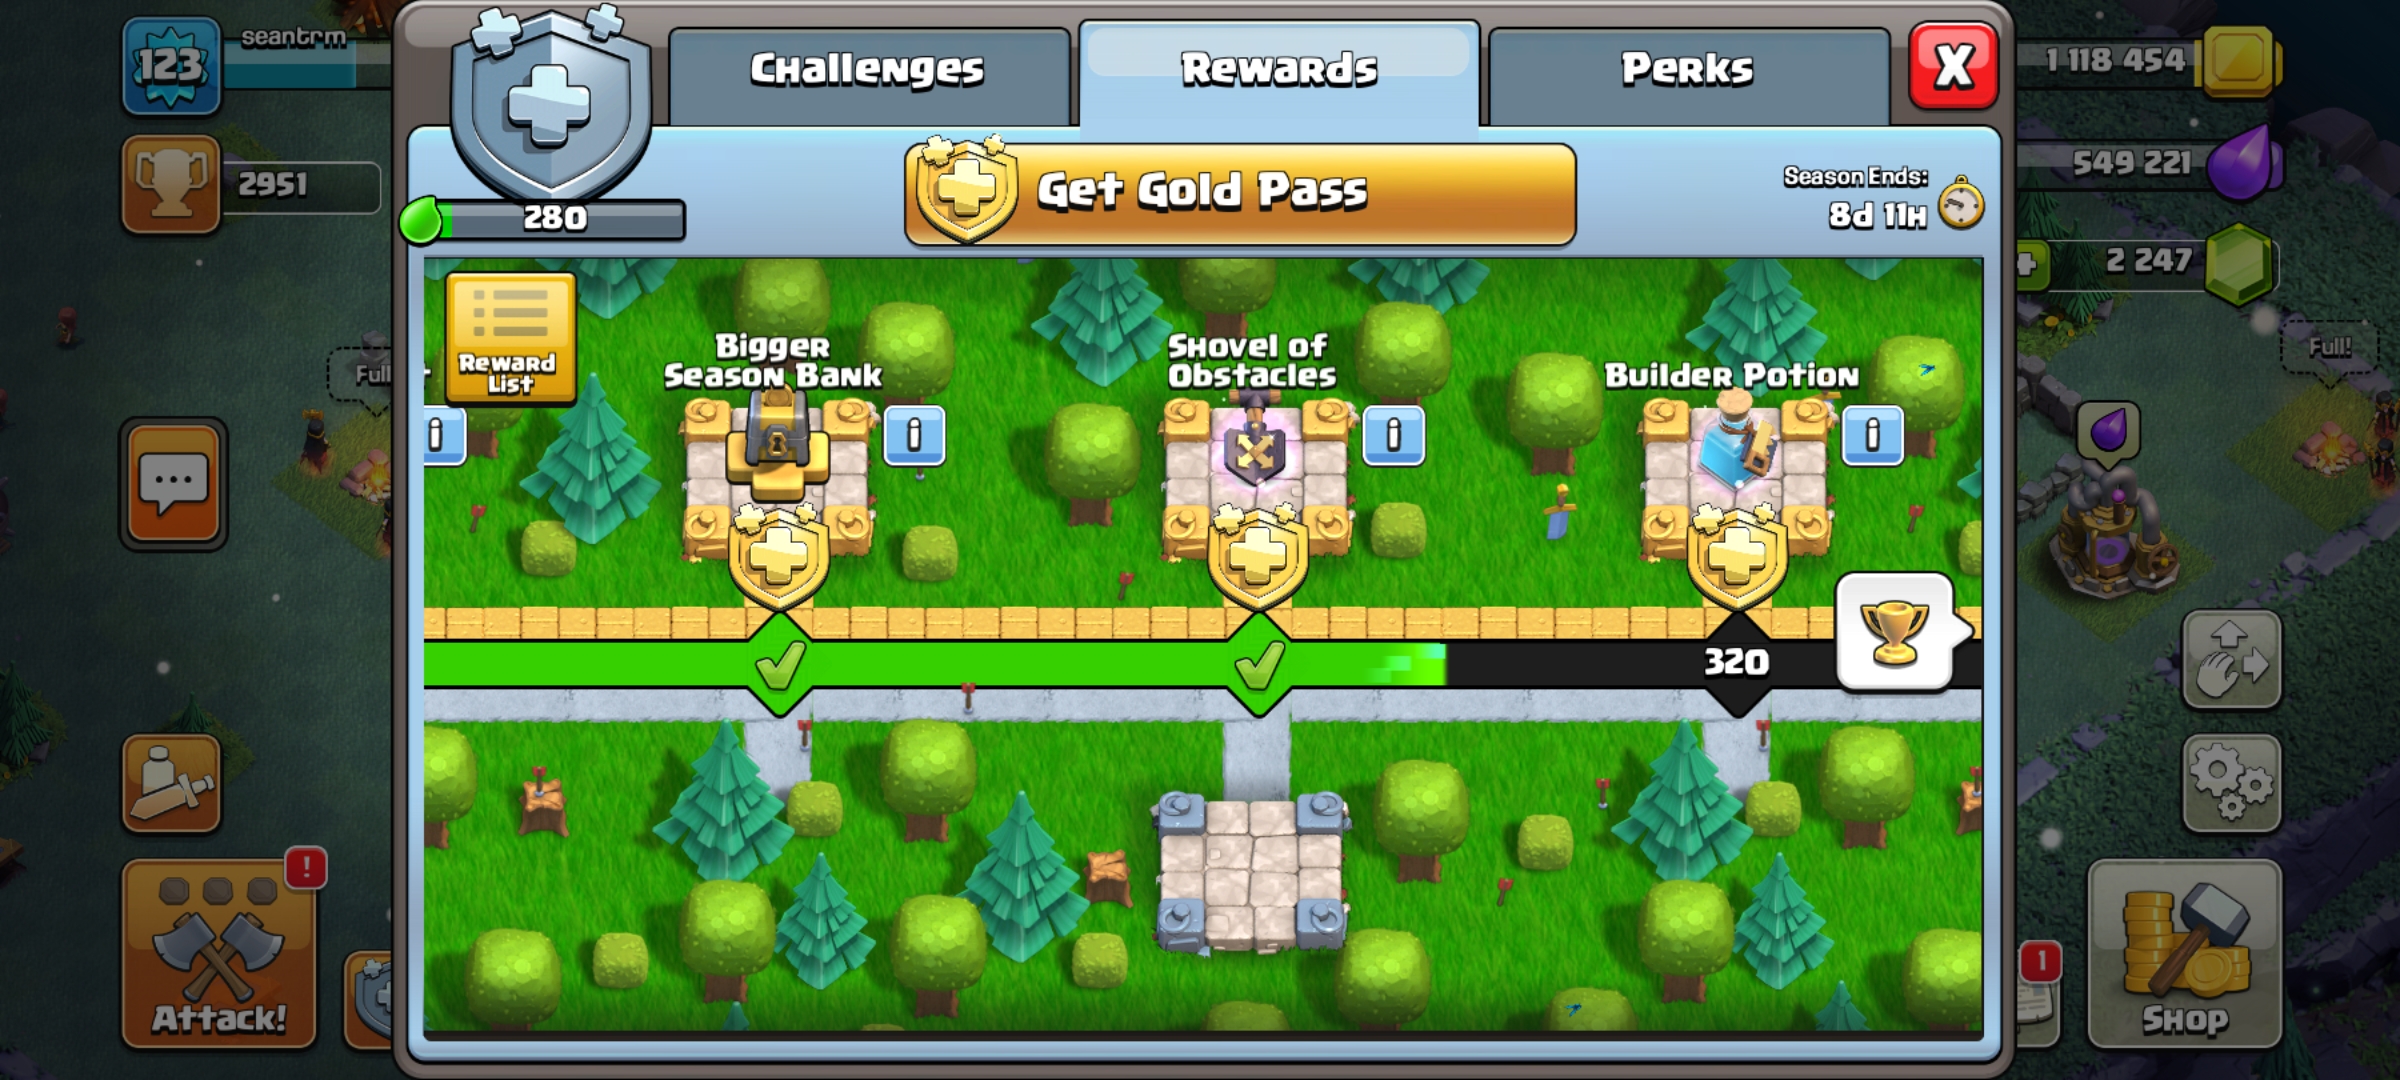 123
seantrm
2951
Challenges
Rewards
Perks
X
1 118 454
549 221
2 247
280
Get Gold Pass
Season Ends:
8d 11h
Reward
List
Bigger
Season Bank
Shovel of
Obstacles
Builder Potion
i
i
i
i
Full!
320
!
Attack!
1
Shop